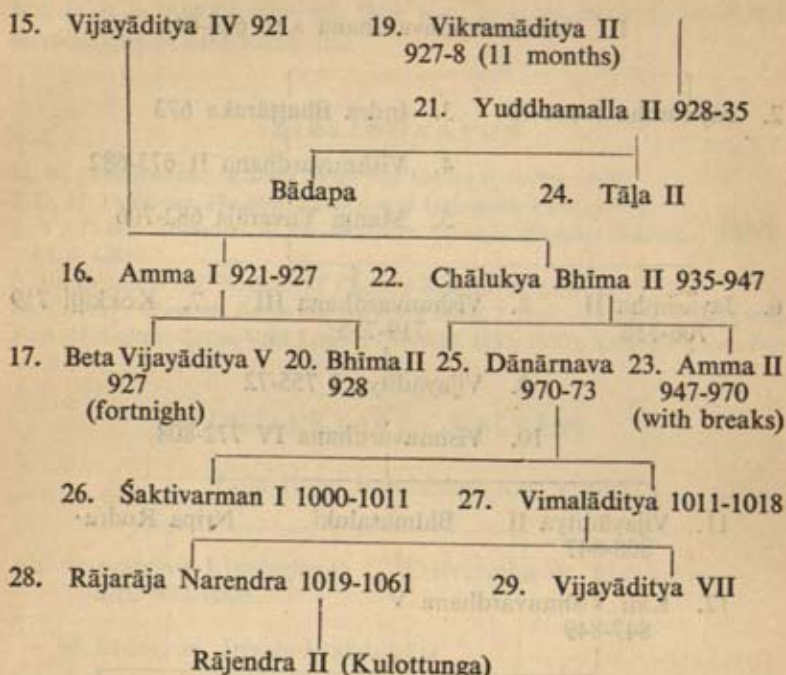 15. Vijayāditya IV 921 19. Vikramāditya II
927-8 (11 months)
21. Yuddhamalla II 928-35
Bādapa 24. Tāḷa II
16. Amma I 921-927 22. Chālukya Bhīma II 935-947
17. Beta Vijayāditya V 20. Bhīma II 25. Dānārnava 23. Amma II
927 928 970-73 947-970
(fortnight) (with breaks)
26. Śaktivarman I 1000-1011 27. Vimalāditya 1011-1018
28. Rājarāja Narendra 1019-1061 29. Vijayāditya VII
Rājendra II (Kulottunga)